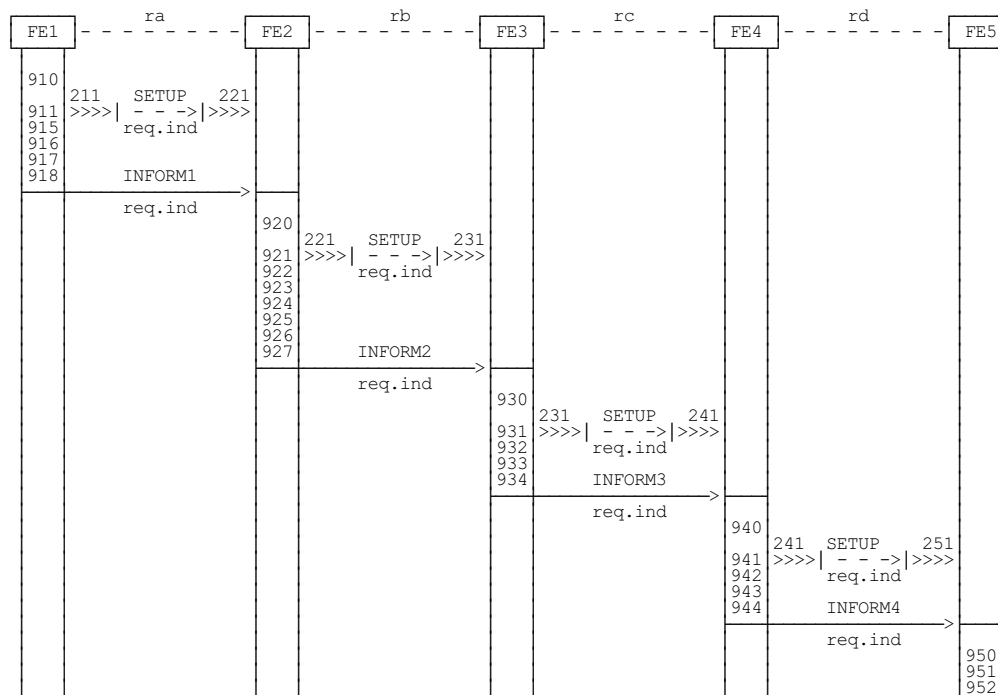 ra rb rc rd
FE1 FE2 FE3 FE4 FE5
910
211 SETUP 221
911 >>>>| - - ->|>>>>
915 req.ind
916
917
918 INFORM1
req.ind
920
221 SETUP 231
921 >>>>| - - ->|>>>>
922 req.ind
923
924
925
926
927 INFORM2
req.ind
930
231 SETUP 241
931 >>>>| - - ->|>>>>
932 req.ind
933
934 INFORM3
req.ind
940
241 SETUP 251
941 >>>>| - - ->|>>>>
942 req.ind
943
944 INFORM4
req.ind
950
951
952